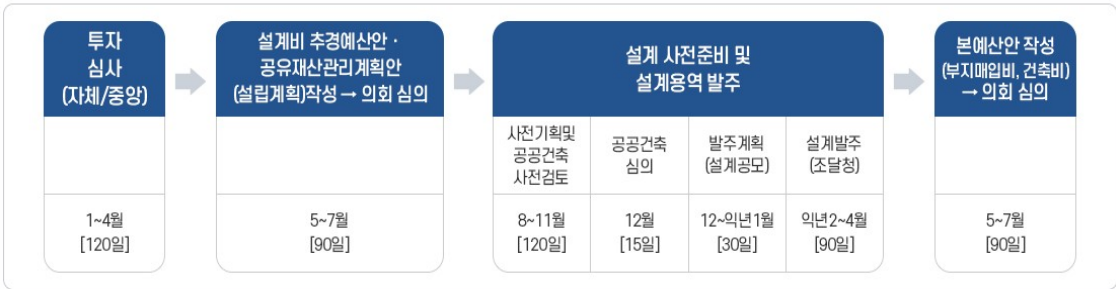 투자
심사
(자체/중앙)
설계비 추경예산안 ·
공유재산관리계획안
(설립계획)작성 → 의회 심의
설계 사전준비 및
설계용역 발주
본예산안 작성
(부지매입비, 건축비)
→ 의회 심의
사전기획및
공공건축
사전검토
공공건축
심의
발주계획
(설계공모)
설계발주
(조달청)
1~4월
[120일]
5~7월
[90일]
8~11월
[120일]
12월
[15일]
12~익년1월
[30일]
익년2~4월
[90일]
5~7월
[90일]